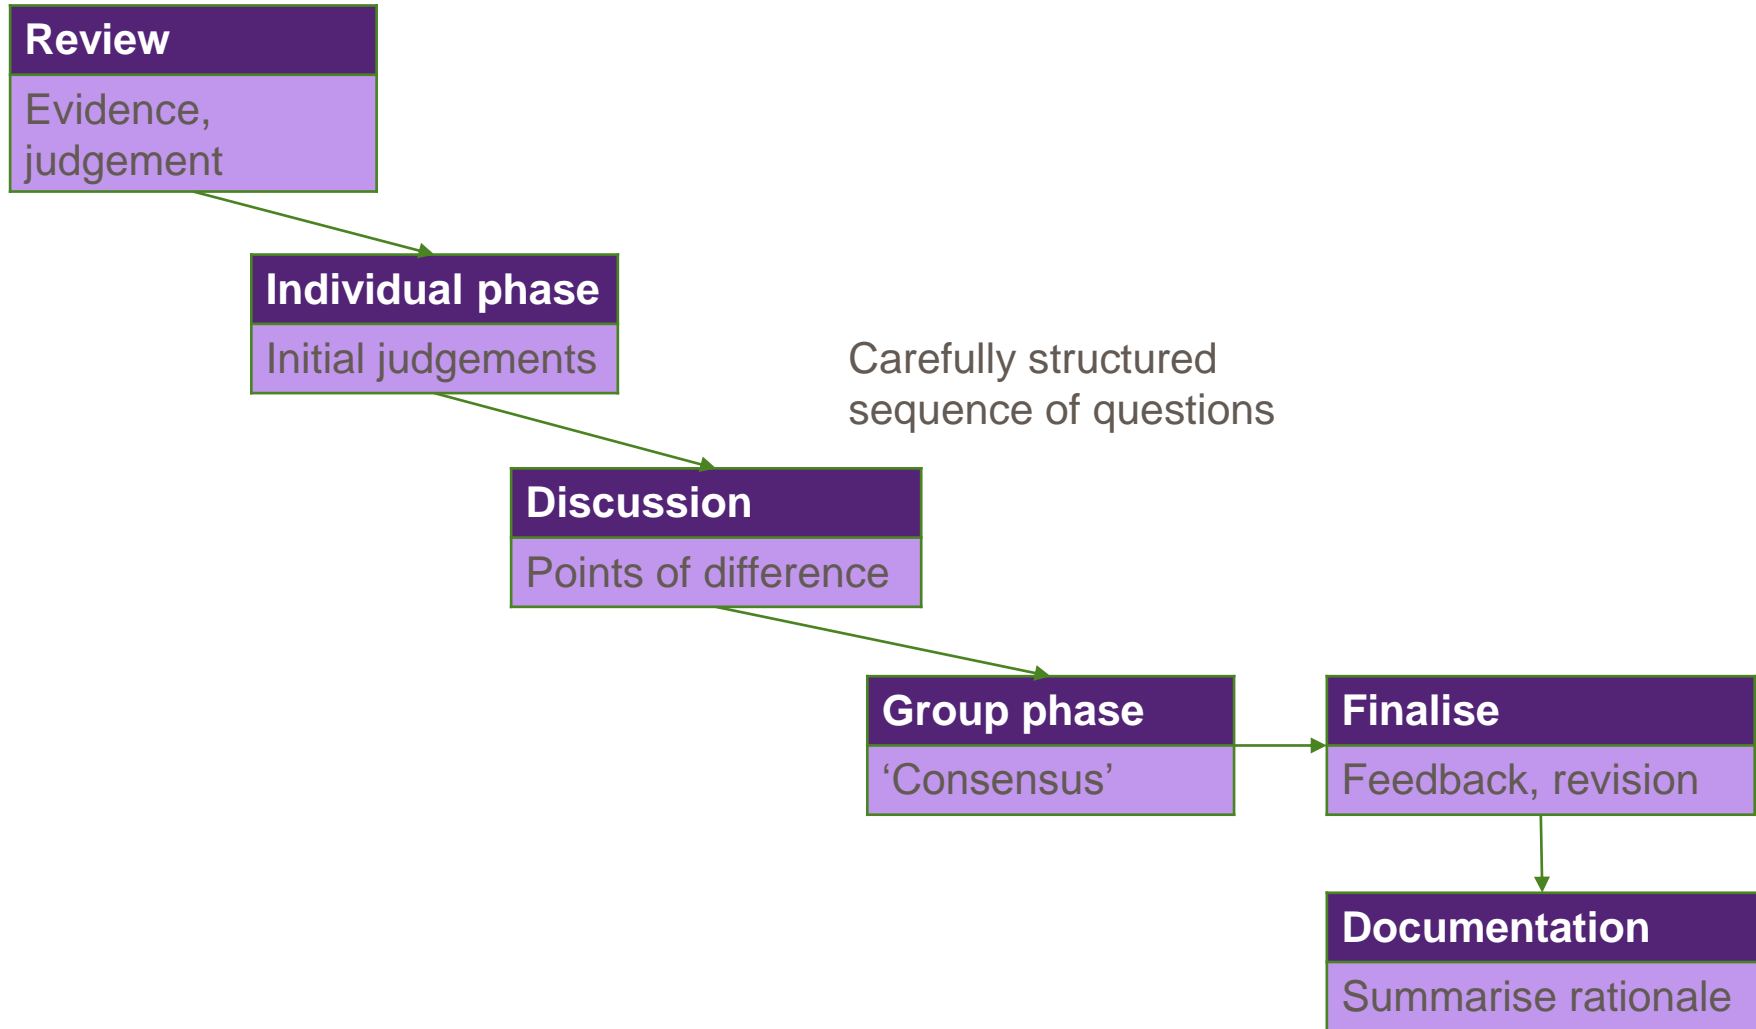 Review
Evidence,
judgement
Individual phase
Initial judgements
Carefully structured
sequence of questions
Discussion
Points of difference
Group phase
‘Consensus’
Finalise
Feedback, revision
Documentation
Summarise rationale